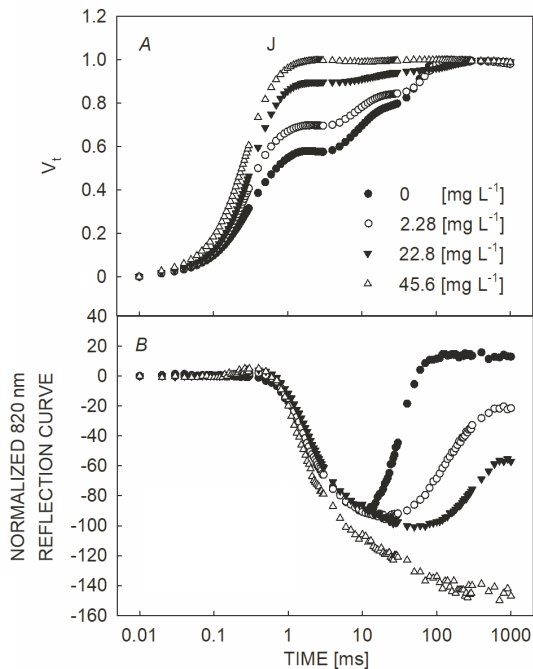 A
J
1.2
1.0
0.8
0.6
0.4
0.2
0
V_t
0 [mg L⁻¹]
2.28 [mg L⁻¹]
22.8 [mg L⁻¹]
45.6 [mg L⁻¹]
B
40
20
0
-20
-40
-60
-80
-100
-120
-140
-160
NORMALIZED 820 nm
REFLECTION CURVE
0.01 0.1 1 10 100 1000
TIME [ms]